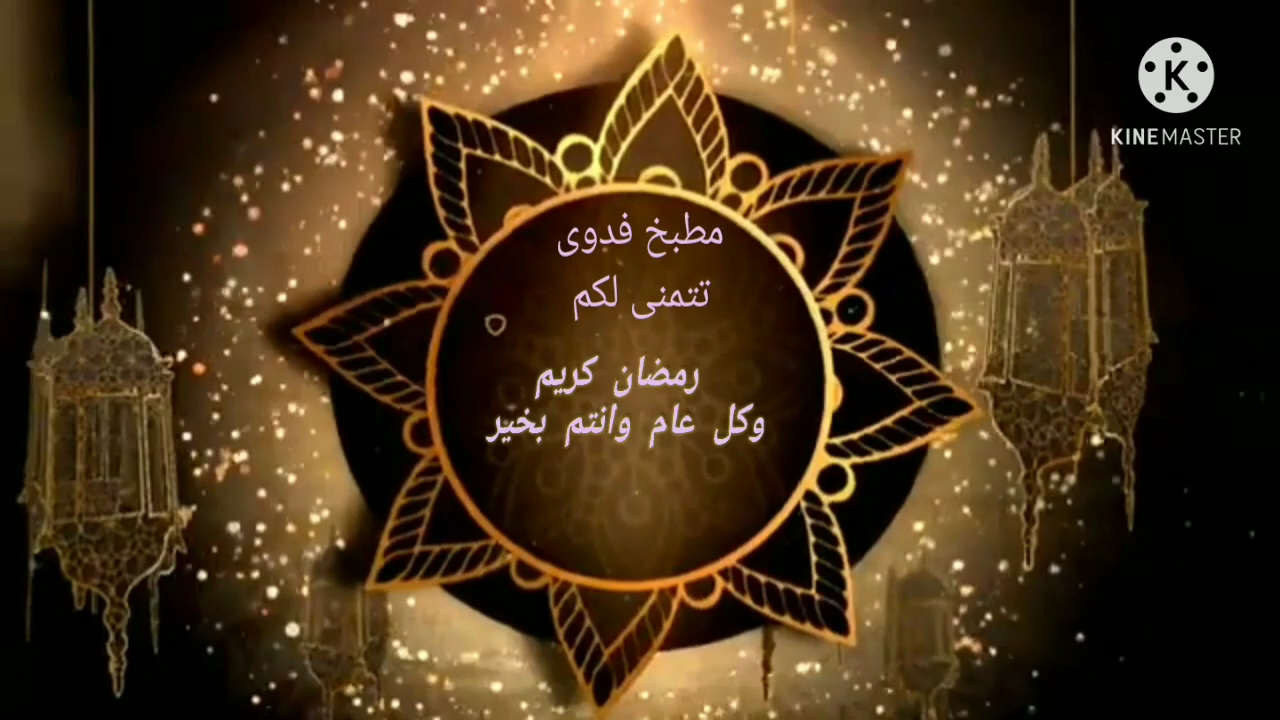 مطبخ فدوى
تتمنى لكم
رمضان كريم
وكل عام وانتم بخير
K
KINEMASTER